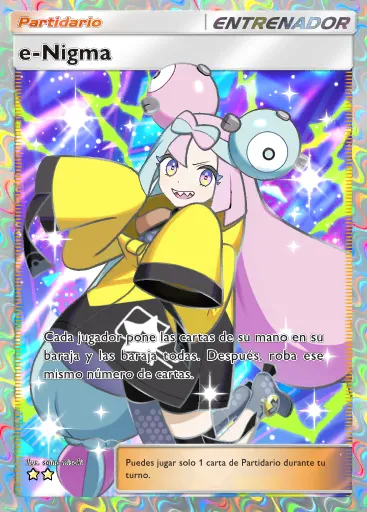 Partidario
ENTRENADOR
e-Nigma
Cada jugador pone las cartas de su mano en su
baraja y las baraja todas. Después, roba ese
mismo número de cartas.
Ilus.
Puedes jugar solo 1 carta de Partidario durante tu
turno.